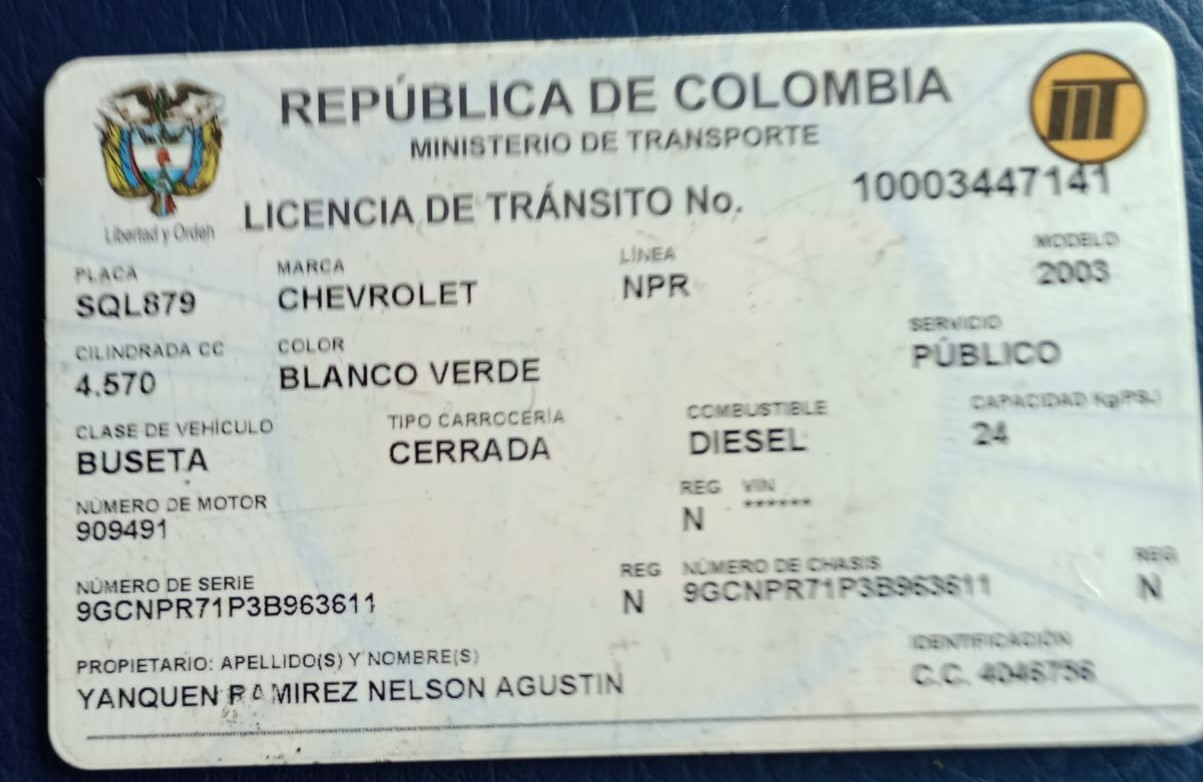 REPÚBLICA DE COLOMBIA
MINISTERIO DE TRANSPORTE
Libertad y Orden
LICENCIA DE TRÁNSITO No. 10003447141
PLACA MARCA LÍNEA MODELO
SQL879 CHEVROLET NPR 2003
CILINDRADA CC COLOR SERVICIO
4.570 BLANCO VERDE PÚBLICO
CLASE DE VEHÍCULO TIPO CARROCERÍA COMBUSTIBLE CAPACIDAD Kg/PSJ
BUSETA CERRADA DIESEL 24
NÚMERO DE MOTOR REG VIN
909491 N ******
NÚMERO DE SERIE REG NÚMERO DE CHASIS REG
9GCNPR71P3B963611 N 9GCNPR71P3B963611 N
PROPIETARIO: APELLIDO(S) Y NOMBRE(S) IDENTIFICACIÓN
YANQUEN RAMIREZ NELSON AGUSTIN C.C. 4046756